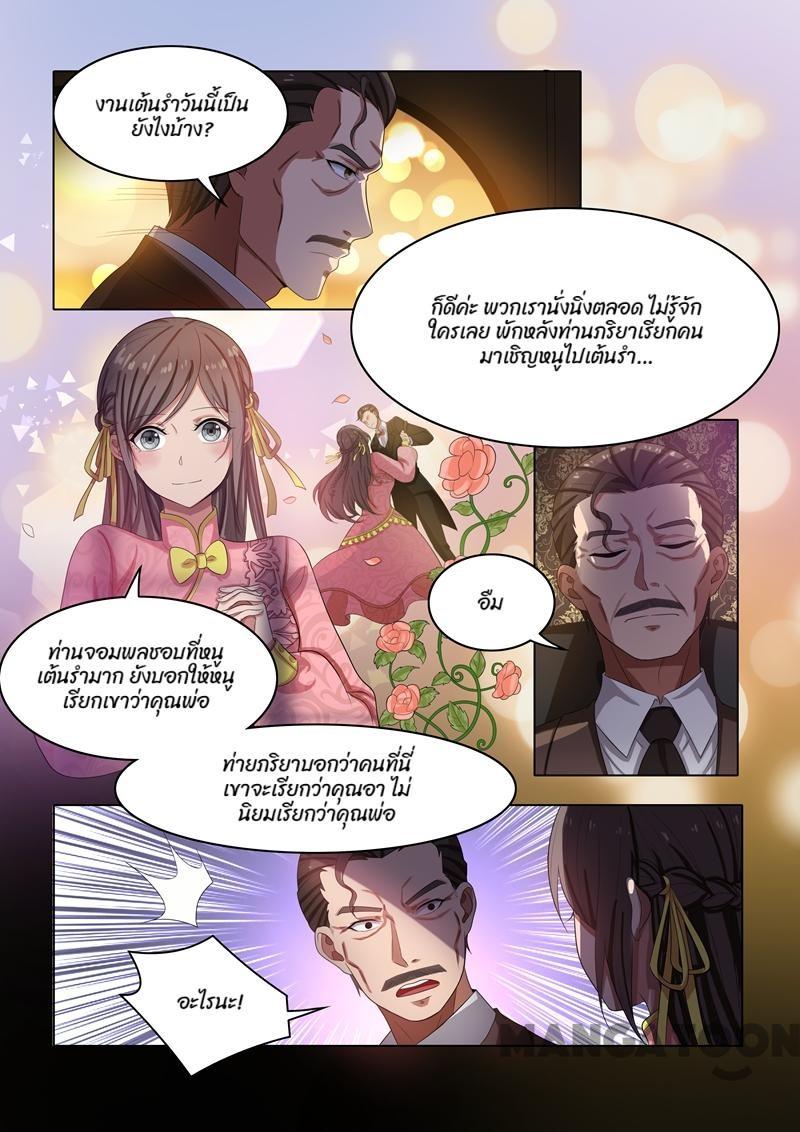 งานเต้นรำวันนี้เป็น
ยังไงบ้าง?
ก็ดีค่ะ พวกเรานั่งนิ่งตลอด ไม่รู้จัก
ใครเลย พักหลังท่านภริยาเรียกคน
มาเชิญหนูไปเต้นรำ...
อืม
ท่านจอมพลชอบที่หนู
เต้นรำมาก ยังบอกให้หนู
เรียกเขาว่าคุณพ่อ
ท่ายภริยาบอกว่าคนที่นี่
เขาจะเรียกว่าคุณอา ไม่
นิยมเรียกว่าคุณพ่อ
อะไรนะ!
MANGATOON